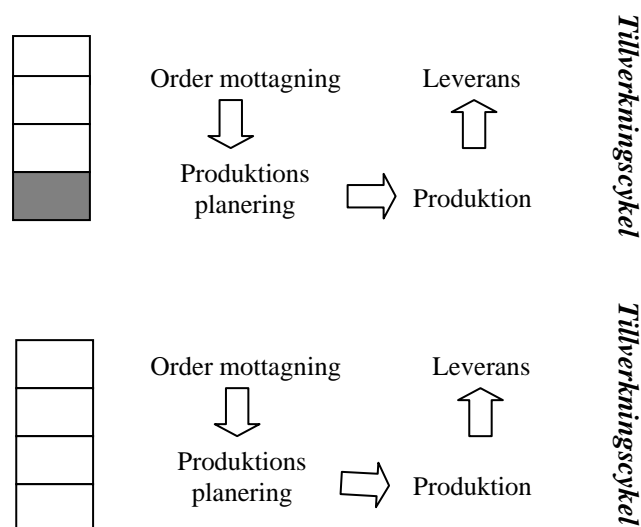 Order mottagning
Leverans
Produktions
planering
Produktion
Tillverkningscykel
Order mottagning
Leverans
Produktions
planering
Produktion
Tillverkningscykel